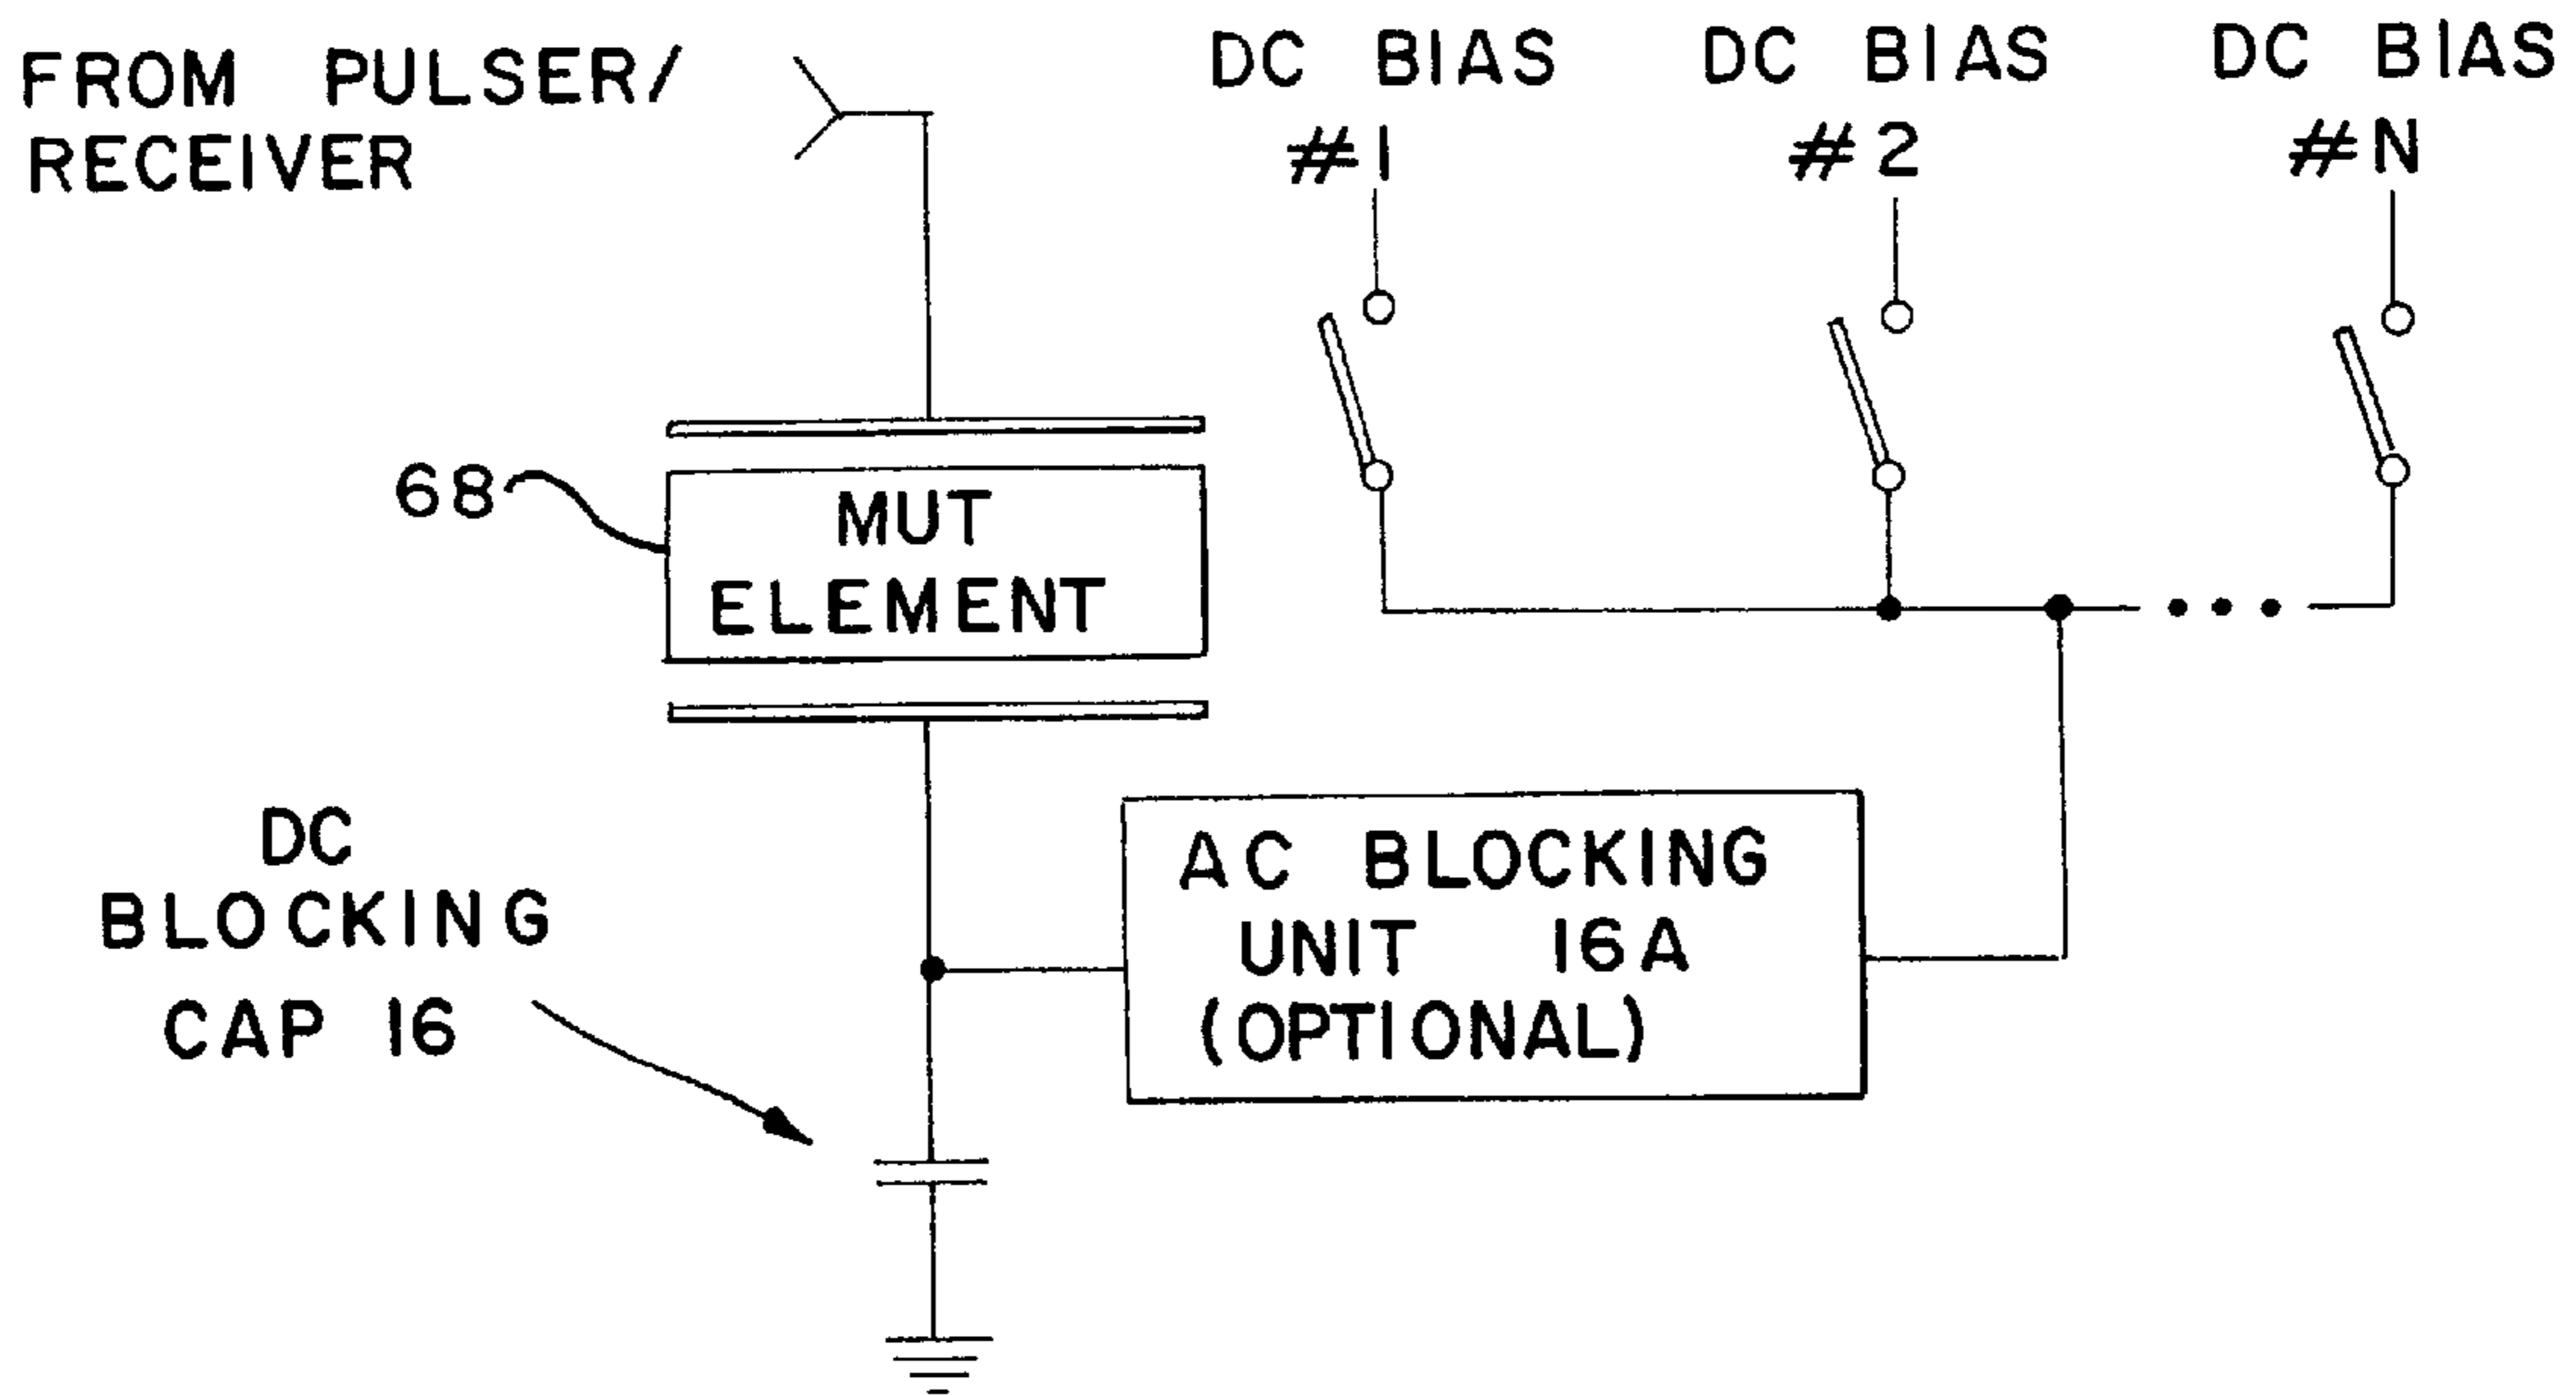 FROM PULSER/
RECEIVER
DC BIAS
#1
DC BIAS
#2
DC BIAS
#N
68
MUT
ELEMENT
DC
BLOCKING
CAP 16
AC BLOCKING
UNIT 16A
(OPTIONAL)